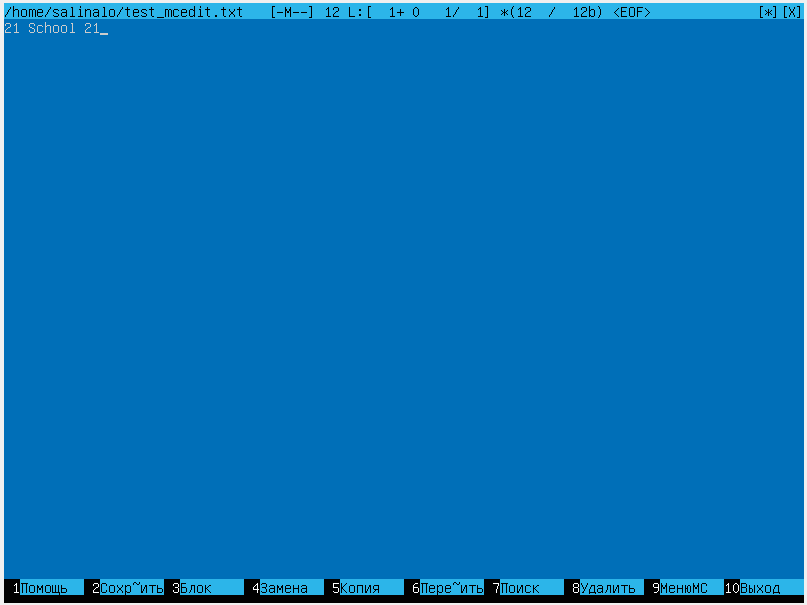 /home/salinalo/test_mcedit.txt   [-M--] 12 L:[  1+ 0   1/  1] *(12  /  12b) <EOF>             [*][X]
21 School 21_
 1Помощь  2Сохр~ить 3Блок     4Замена  5Копия    6Пере~ить 7Поиск    8Удалить  9МенюMC  10Выход